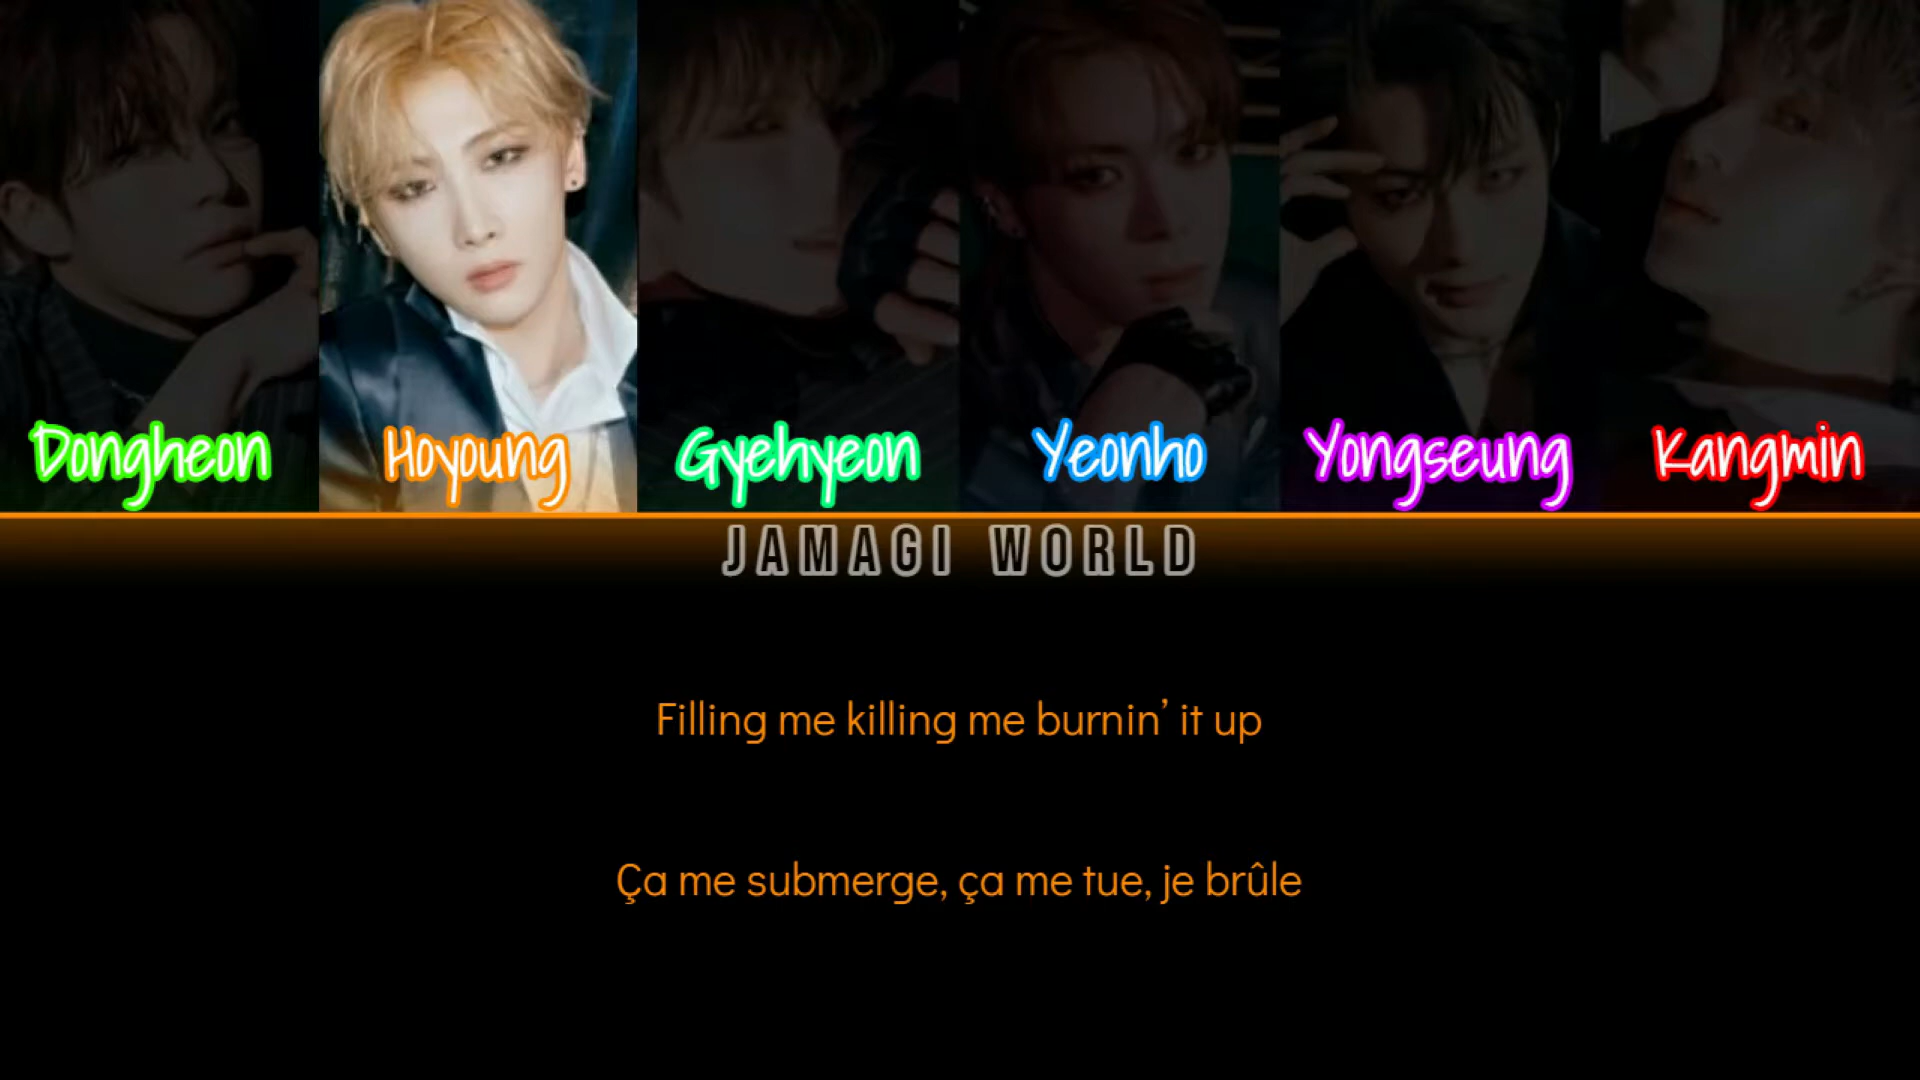 Dongheon Hoyoung Gyehyeon Yeonho Yongseung Kangmin
JAMAGI WORLD
Filling me killing me burnin’ it up
Ça me submerge, ça me tue, je brûle